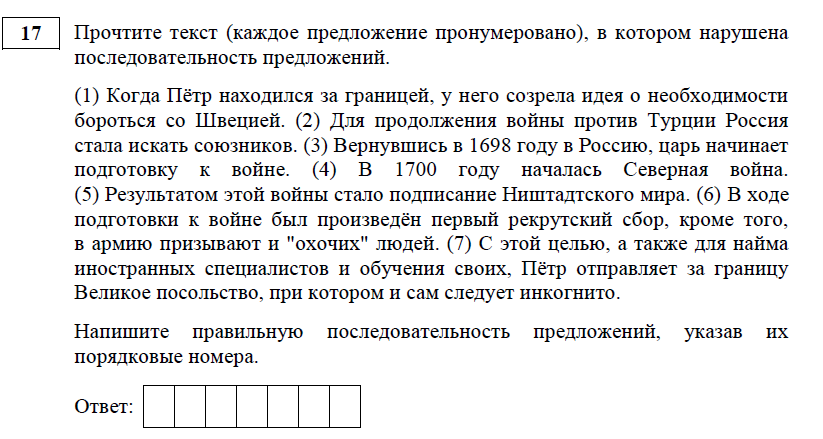 17
Прочтите текст (каждое предложение пронумеровано), в котором нарушена
последовательность предложений.
(1) Когда Пётр находился за границей, у него созрела идея о необходимости
бороться со Швецией. (2) Для продолжения войны против Турции Россия
стала искать союзников. (3) Вернувшись в 1698 году в Россию, царь начинает
подготовку к войне. (4) В 1700 году началась Северная война.
(5) Результатом этой войны стало подписание Ништадтского мира. (6) В ходе
подготовки к войне был произведён первый рекрутский сбор, кроме того,
в армию призывают и "охочих" людей. (7) С этой целью, а также для найма
иностранных специалистов и обучения своих, Пётр отправляет за границу
Великое посольство, при котором и сам следует инкогнито.
Напишите правильную последовательность предложений, указав их
порядковые номера.
Ответ: